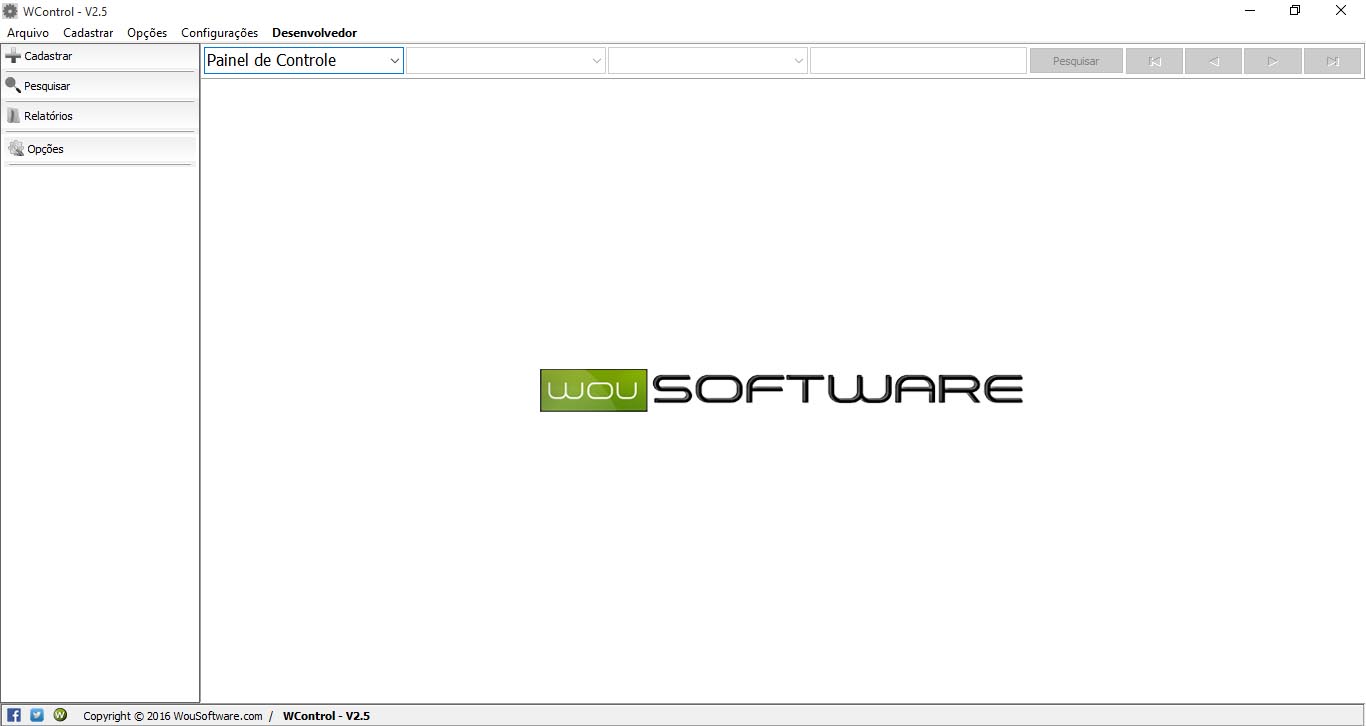 WControl - V2.5
Arquivo Cadastrar Opções Configurações Desenvolvedor
Cadastrar
Pesquisar
Relatórios
Opções
Painel de Controle
Pesquisar
WOU SOFTWARE
Copyright © 2016 WouSoftware.com / WControl - V2.5